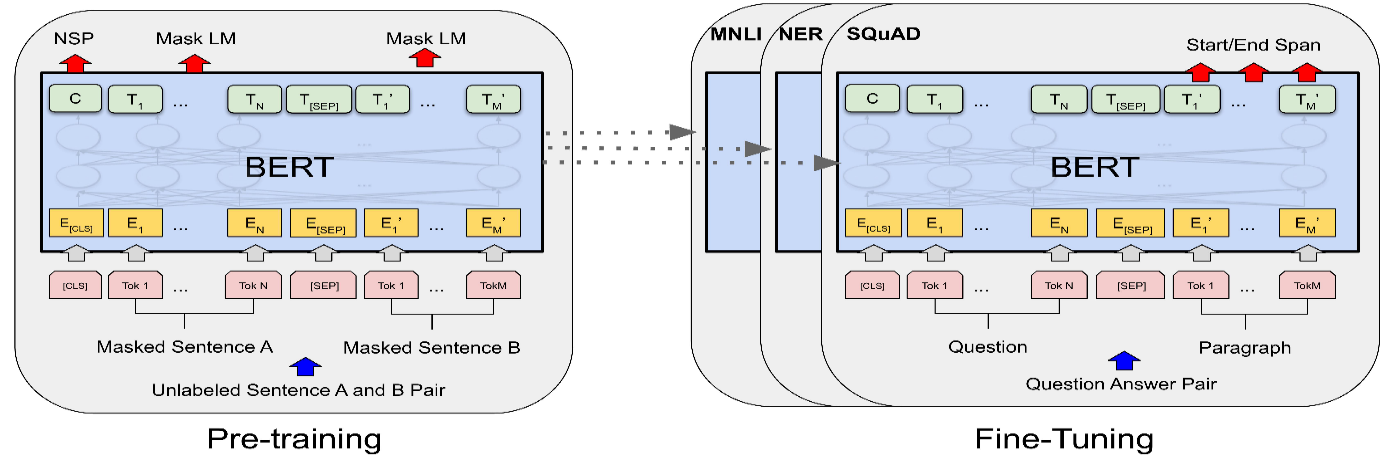 NSP Mask LM Mask LM
C T1 ... TN T[SEP] T1’ ... TM’
...
BERT
...
E[CLS] E1 ... EN E[SEP] E1’ ... EM’
[CLS] Tok 1 ... Tok N [SEP] Tok 1 ... TokM
Masked Sentence A Masked Sentence B
Unlabeled Sentence A and B Pair
Pre-training
MNLI NER SQuAD
Start/End Span
C T1 ... TN T[SEP] T1’ ... TM’
...
BERT
...
E[CLS] E1 ... EN E[SEP] E1’ ... EM’
[CLS] Tok 1 ... Tok N [SEP] Tok 1 ... TokM
Question Paragraph
Question Answer Pair
Fine-Tuning